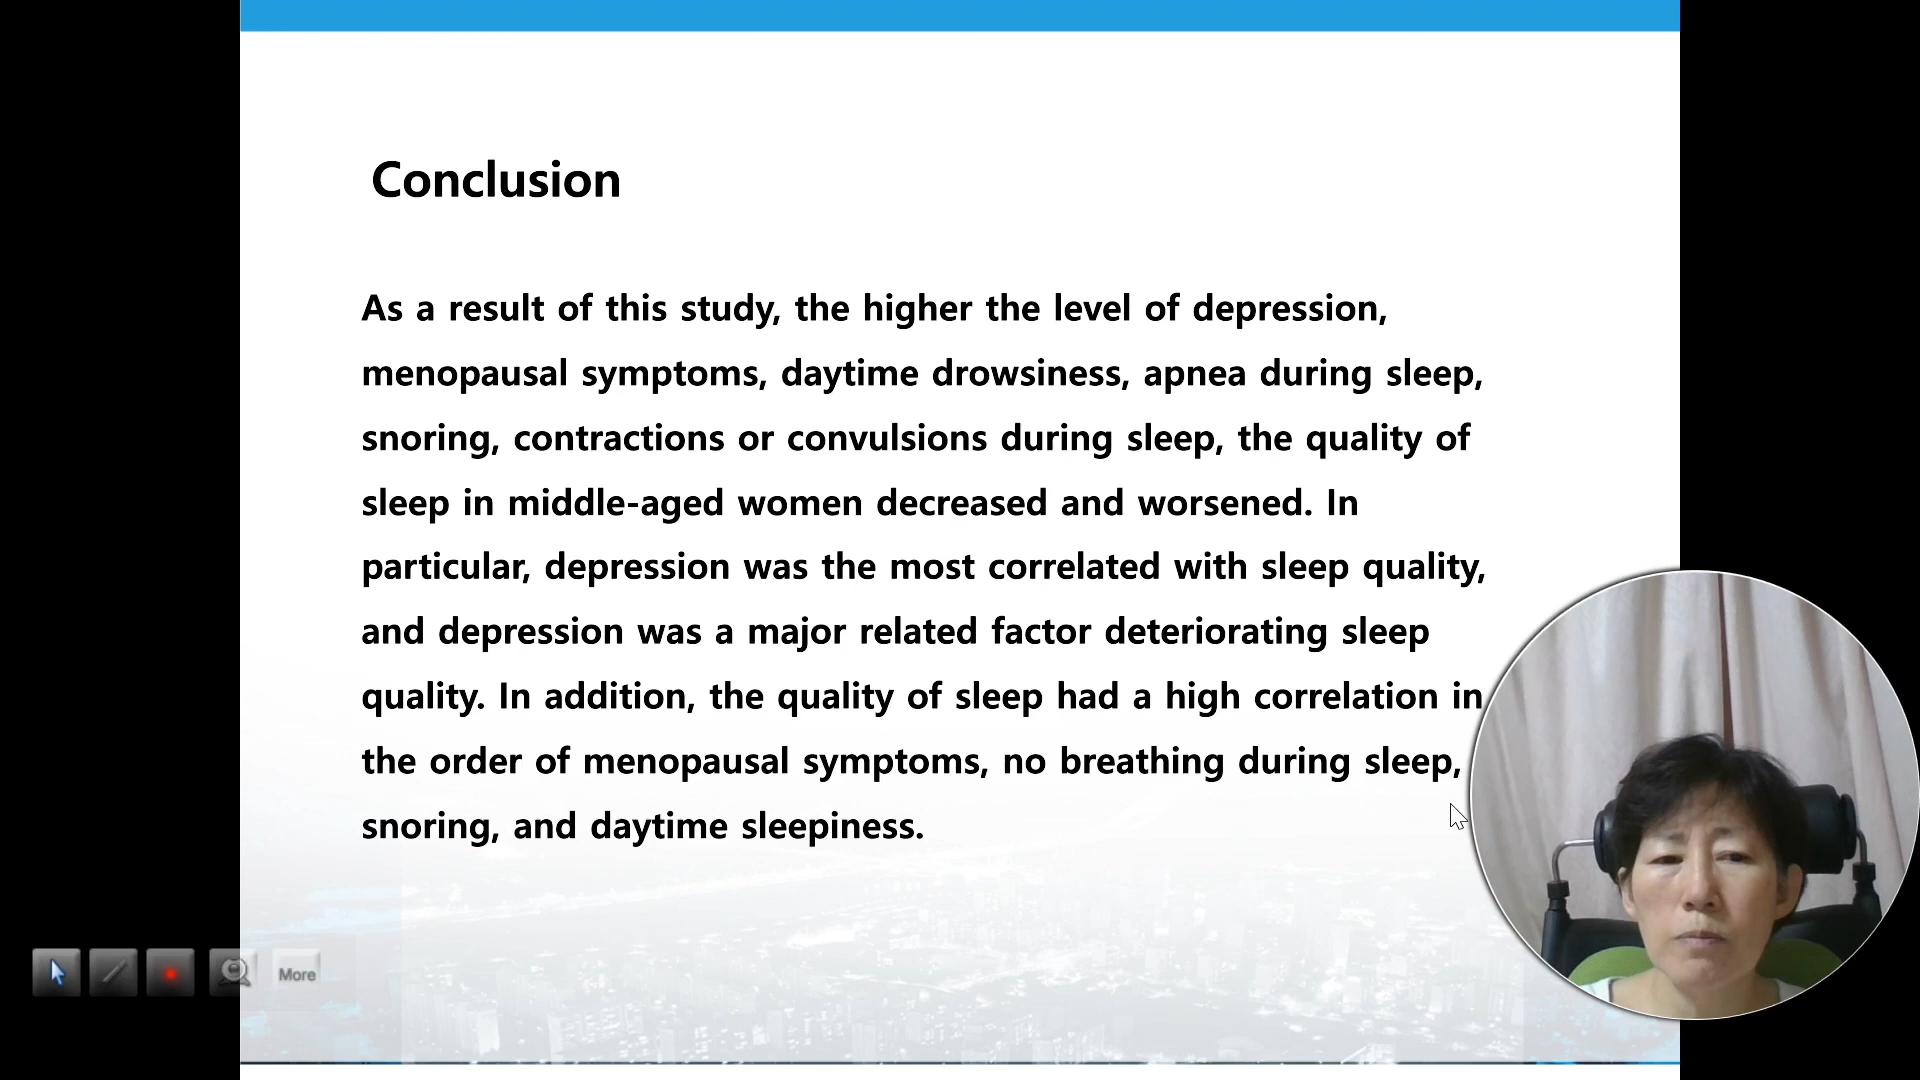 Conclusion
As a result of this study, the higher the level of depression,
menopausal symptoms, daytime drowsiness, apnea during sleep,
snoring, contractions or convulsions during sleep, the quality of
sleep in middle-aged women decreased and worsened. In
particular, depression was the most correlated with sleep quality,
and depression was a major related factor deteriorating sleep
quality. In addition, the quality of sleep had a high correlation in
the order of menopausal symptoms, no breathing during sleep,
snoring, and daytime sleepiness.
More